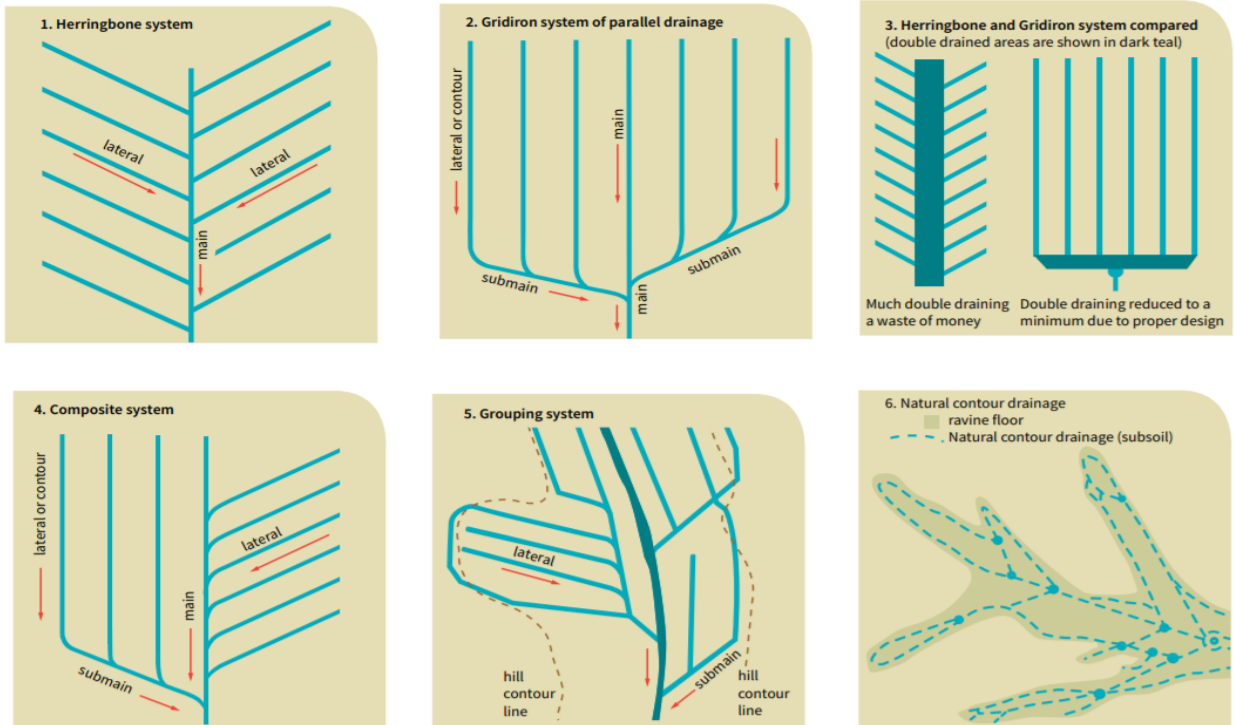 1. Herringbone system
lateral
lateral
main
2. Gridiron system of parallel drainage
lateral or contour
main
submain
submain
main
3. Herringbone and Gridiron system compared
(double drained areas are shown in dark teal)
Much double draining
a waste of money
Double draining reduced to a
minimum due to proper design
4. Composite system
lateral or contour
lateral
main
submain
5. Grouping system
lateral
submain
hill
contour
line
hill
contour
line
6. Natural contour drainage
ravine floor
Natural contour drainage (subsoil)